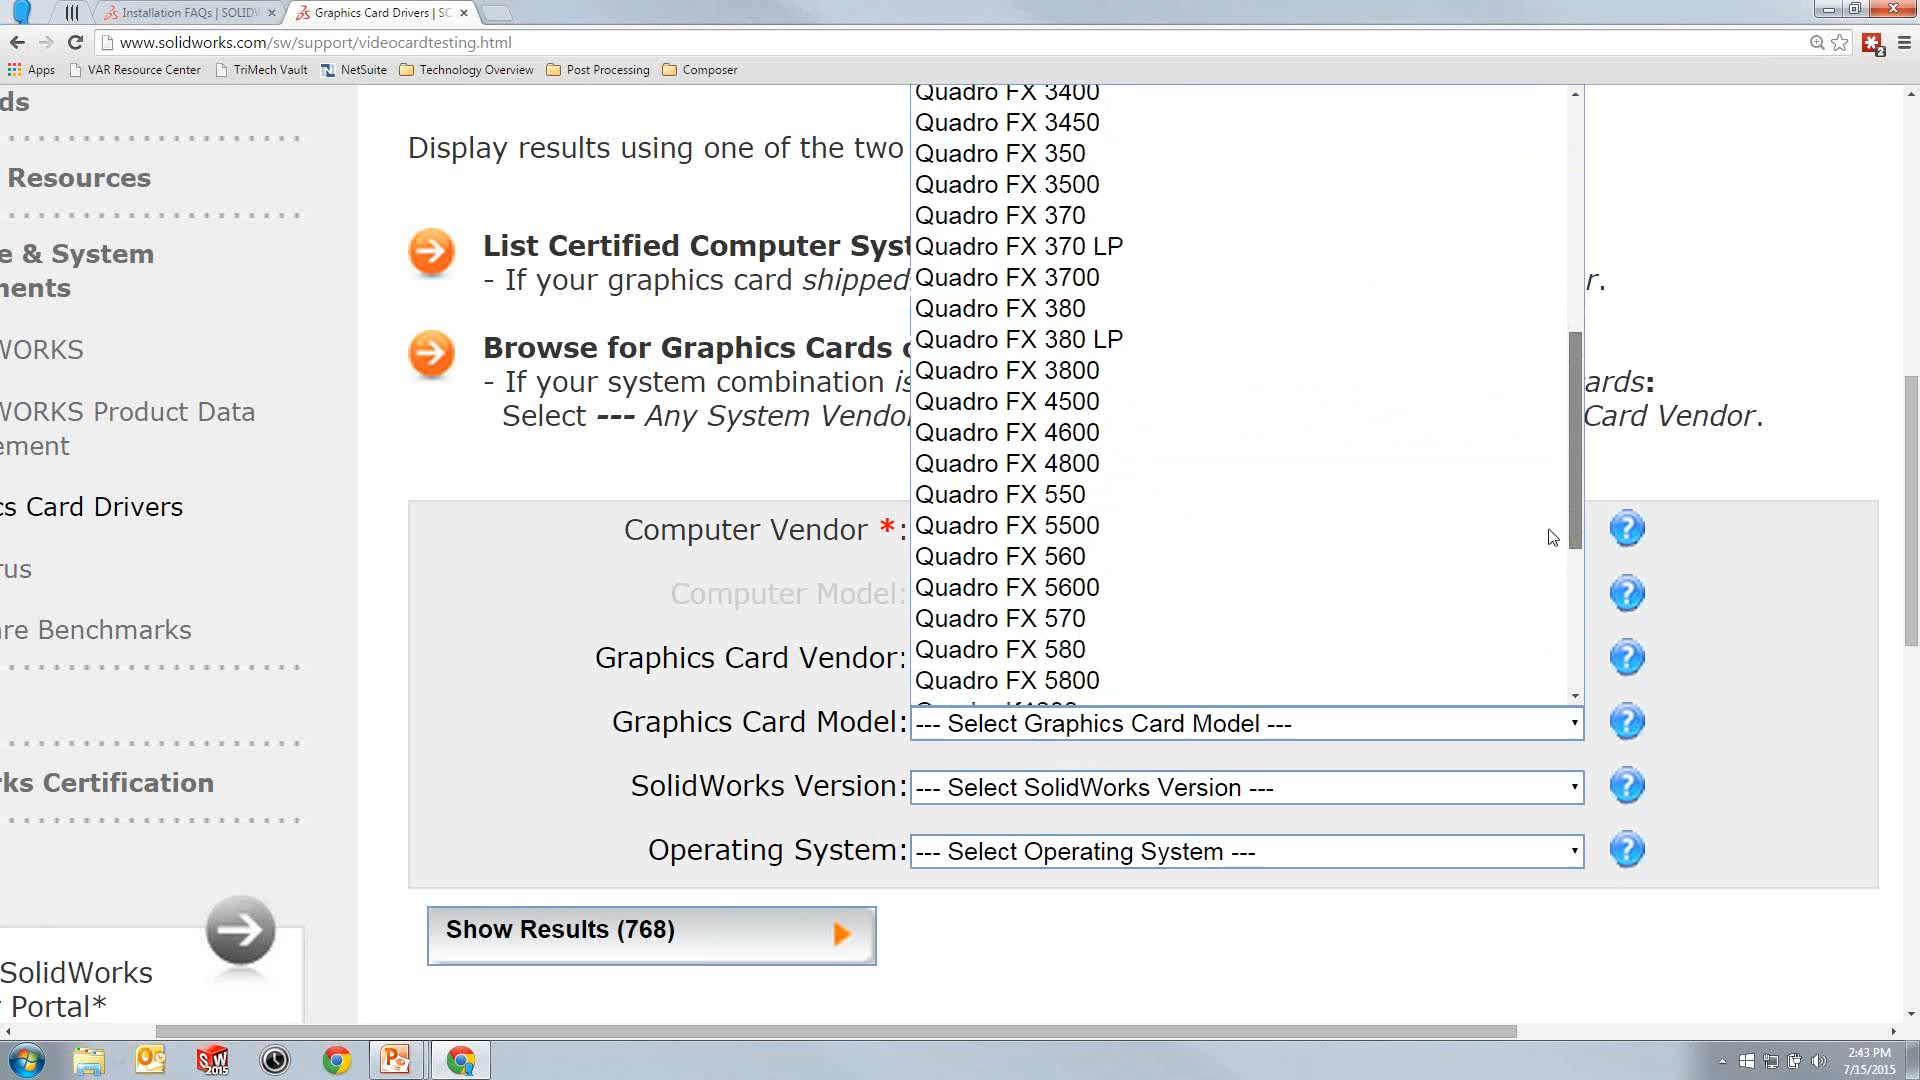 Installation FAQs | SOLIDW
Graphics Card Drivers | SC
www.solidworks.com/sw/support/videocardtesting.html
2
Apps
VAR Resource Center
TriMech Vault
NetSuite
Technology Overview
Post Processing
Composer
ds
Resources
e & System
nents
WORKS
WORKS Product Data
ement
cs Card Drivers
rus
are Benchmarks
ks Certification
SolidWorks
r Portal*
Display results using one of the two
List Certified Computer Syst
- If your graphics card shipped
r.
Browse for Graphics Cards o
- If your system combination is
ards:
Select --- Any System Vendor
Card Vendor.
Quadro FX 3400
Quadro FX 3450
Quadro FX 350
Quadro FX 3500
Quadro FX 370
Quadro FX 370 LP
Quadro FX 3700
Quadro FX 380
Quadro FX 380 LP
Quadro FX 3800
Quadro FX 4500
Quadro FX 4600
Quadro FX 4800
Quadro FX 550
Quadro FX 5500
Quadro FX 560
Quadro FX 5600
Quadro FX 570
Quadro FX 580
Quadro FX 5800
Computer Vendor *:
Computer Model:
Graphics Card Vendor:
Graphics Card Model: --- Select Graphics Card Model ---
SolidWorks Version: --- Select SolidWorks Version ---
Operating System: --- Select Operating System ---
Show Results (768)
SW
2015
2:43 PM
7/15/2015